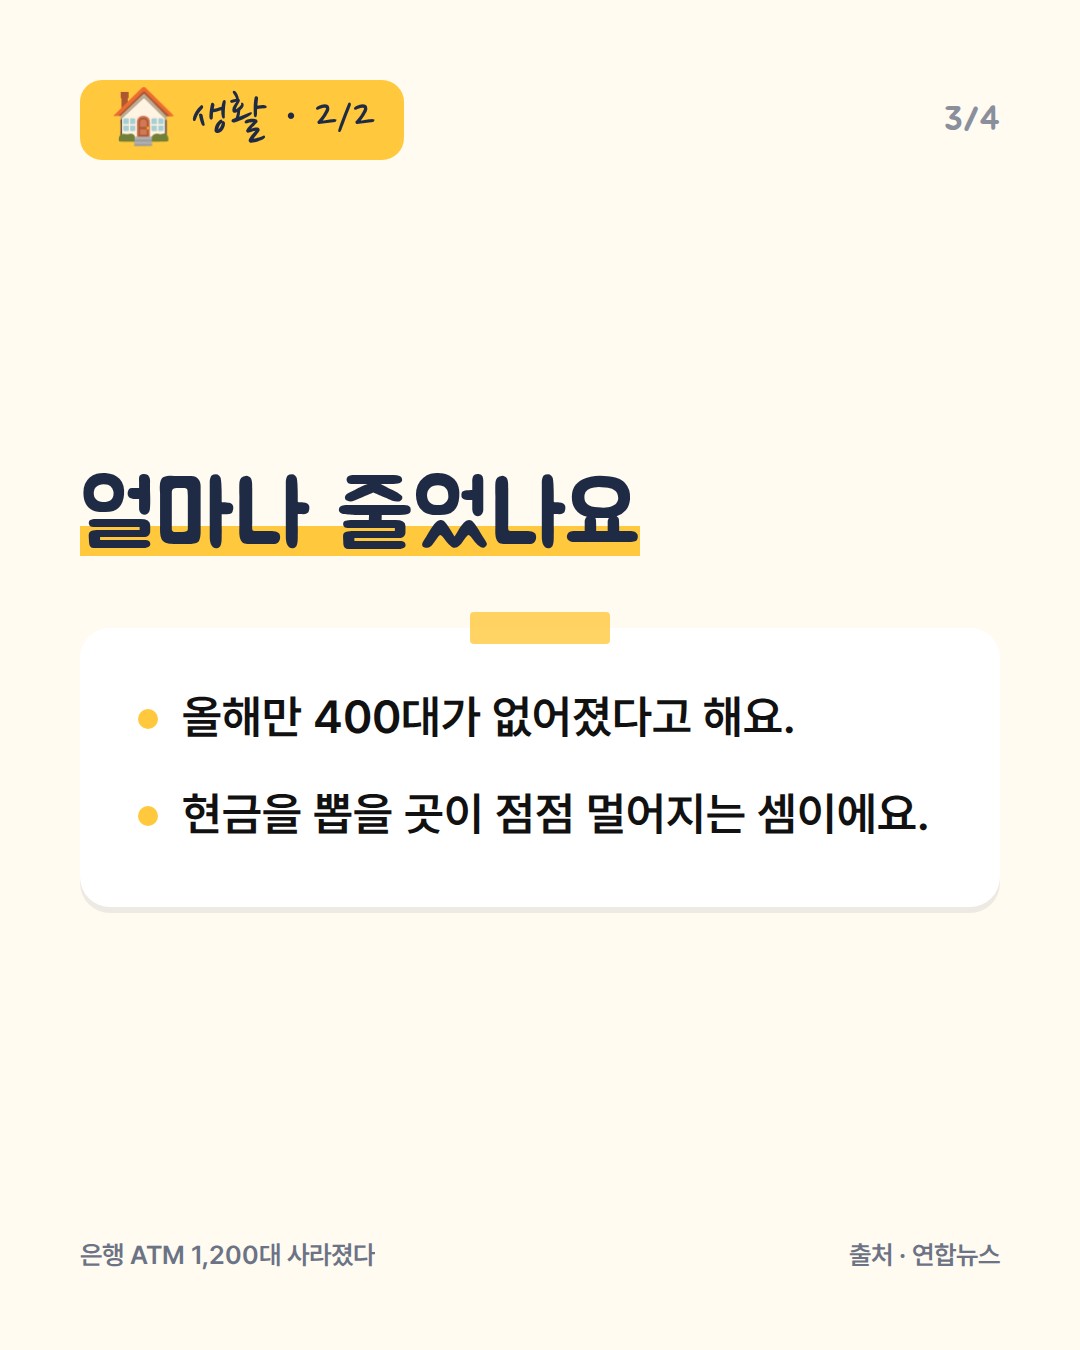 생활 · 2/2
3/4
얼마나 줄었나요
올해만 400대가 없어졌다고 해요.
현금을 뽑을 곳이 점점 멀어지는 셈이에요.
은행 ATM 1,200대 사라졌다
출처 · 연합뉴스